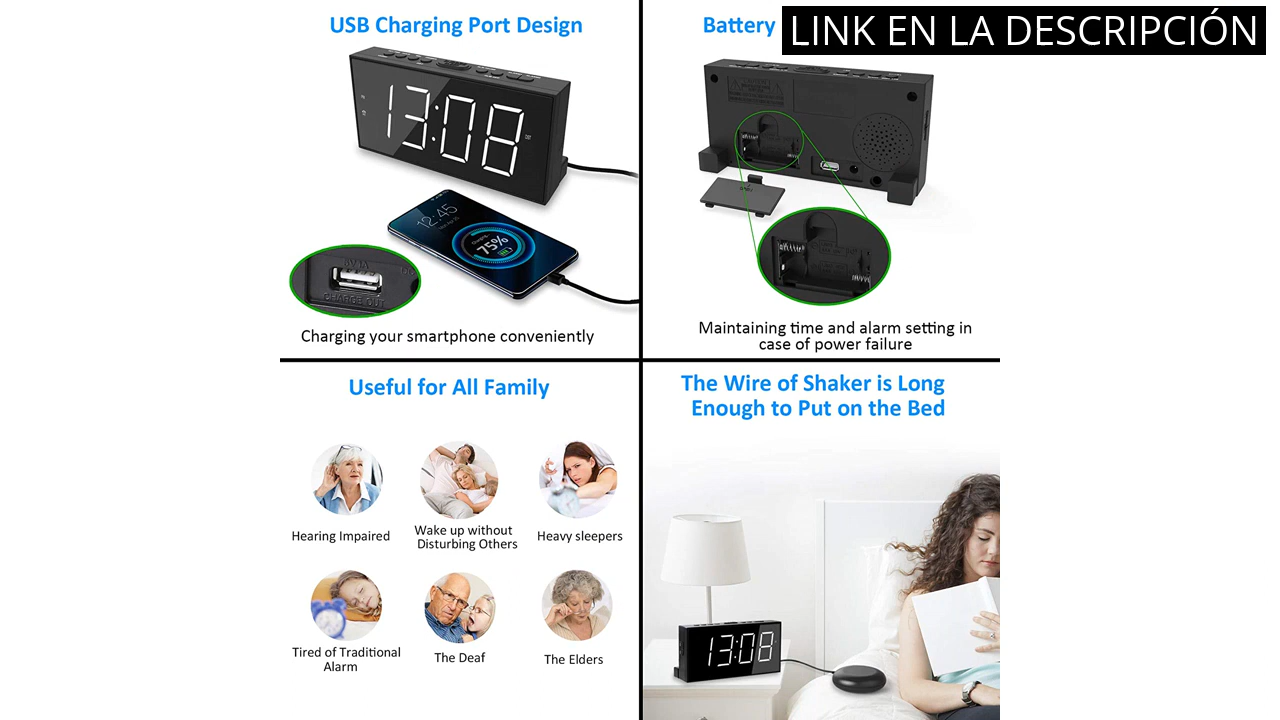 USB Charging Port Design
Battery
LINK EN LA DESCRIPCIÓN
13:08
DST
12:45
75%
CHARGE OUT
Charging your smartphone conveniently
Maintaining time and alarm setting in
case of power failure
Useful for All Family
The Wire of Shaker is Long
Enough to Put on the Bed
Hearing Impaired
Wake up without
Disturbing Others
Heavy sleepers
Tired of Traditional
Alarm
The Deaf
The Elders
13:08